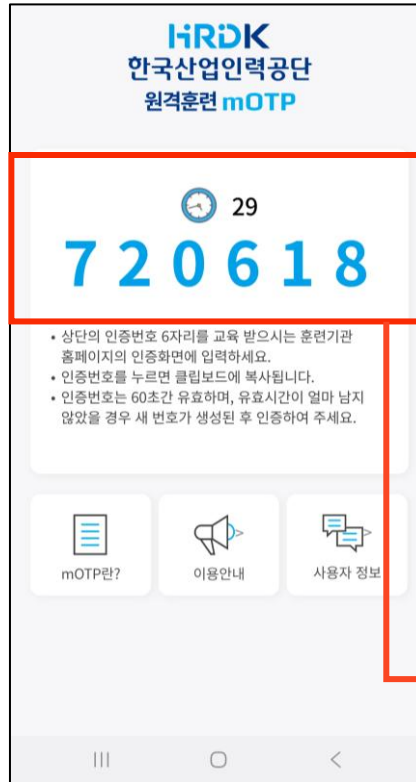 HRDK
한국산업인력공단
원격훈련 mOTP
29
720618
• 상단의 인증번호 6자리를 교육 받으시는 훈련기관
홈페이지의 인증화면에 입력하세요.
• 인증번호를 누르면 클립보드에 복사됩니다.
• 인증번호는 60초간 유효하며, 유효시간이 얼마 남지
않았을 경우 새 번호가 생성된 후 인증하여 주세요.
mOTP란? 이용안내 사용자 정보